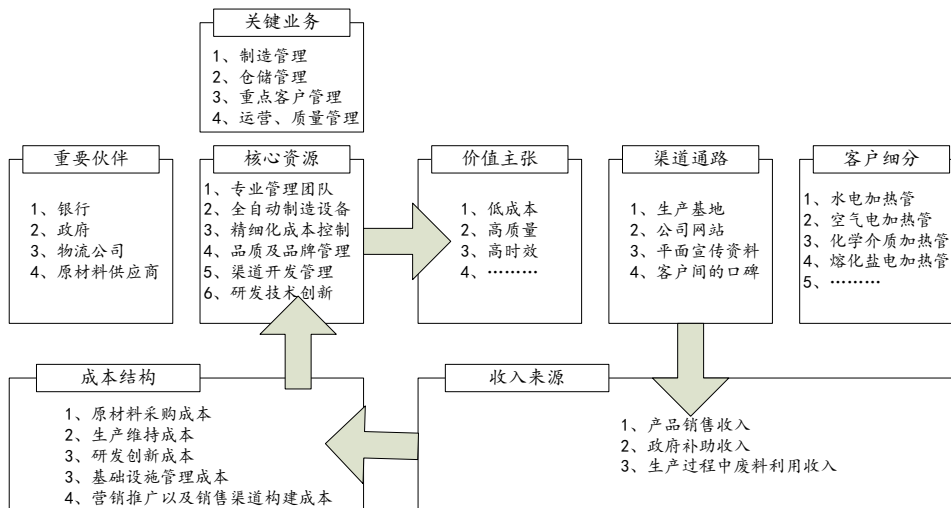 关键业务
1、制造管理
2、仓储管理
3、重点客户管理
4、运营、质量管理
重要伙伴
1、银行
2、政府
3、物流公司
4、原材料供应商
核心资源
1、专业管理团队
2、全自动制造设备
3、精细化成本控制
4、品质及品牌管理
5、渠道开发管理
6、研发技术创新
价值主张
1、低成本
2、高质量
3、高时效
4、………
渠道通路
1、生产基地
2、公司网站
3、平面宣传资料
4、客户间的口碑
客户细分
1、水电加热管
2、空气电加热管
3、化学介质加热管
4、熔化盐电加热管
5、………
成本结构
1、原材料采购成本
2、生产维持成本
3、研发创新成本
3、基础设施管理成本
4、营销推广以及销售渠道构建成本
收入来源
1、产品销售收入
2、政府补助收入
3、生产过程中废料利用收入